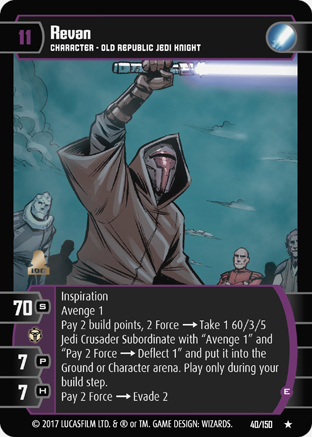 11
Revan
CHARACTER - OLD REPUBLIC JEDI KNIGHT
Inspiration
Avenge 1
Pay 2 build points, 2 Force → Take 1 60/3/5
Jedi Crusader Subordinate with “Avenge 1” and
“Pay 2 Force → Deflect 1” and put it into the
Ground or Character arena. Play only during your
build step.
Pay 2 Force → Evade 2
70 S
7 P
7 H
E
© 2017 LUCASFILM LTD. & ® or TM. GAME DESIGN: WIZARDS.
40/150 ★